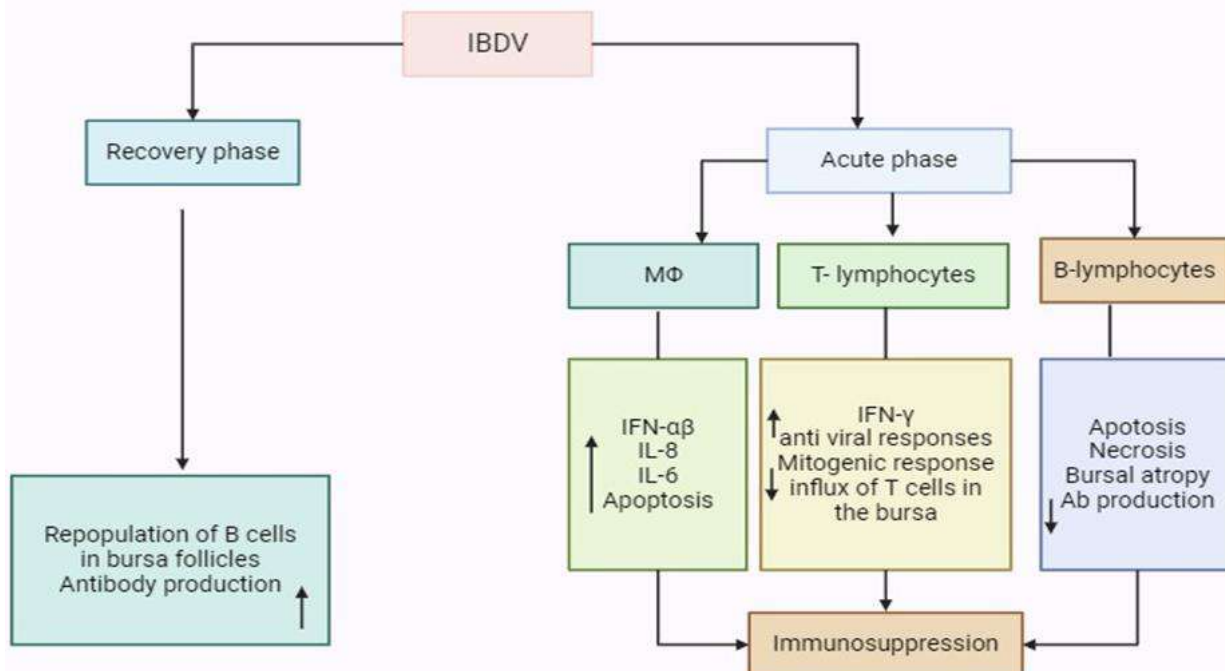 IBDV
Recovery phase
Acute phase
MΦ
T- lymphocytes
B-lymphocytes
IFN-αβ
IL-8
IL-6
Apoptosis
IFN-γ
anti viral responses
Mitogenic response
influx of T cells in
the bursa
Apotosis
Necrosis
Bursal atropy
Ab production
Repopulation of B cells
in bursa follicles
Antibody production
Immunosuppression